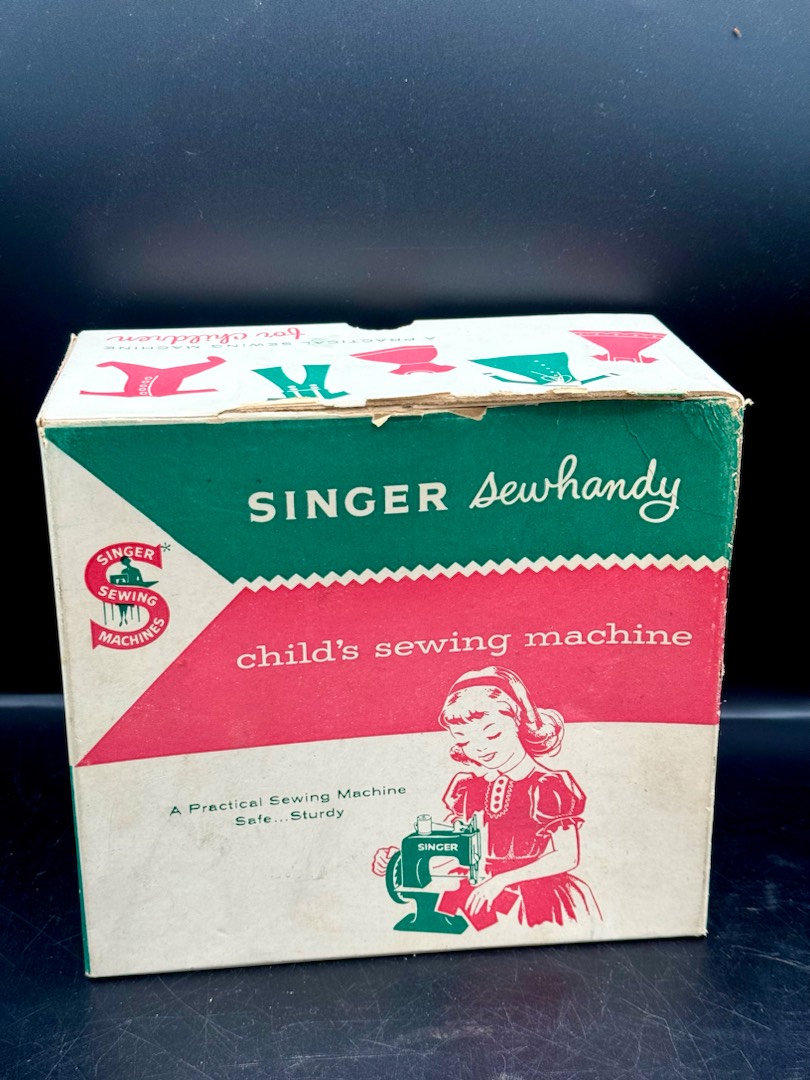 for children
A PRACTICAL SEWING MACHINE
SINGER sewhandy
SINGER*
SEWING
MACHINES
child's sewing machine
A Practical Sewing Machine
Safe...Sturdy
SINGER